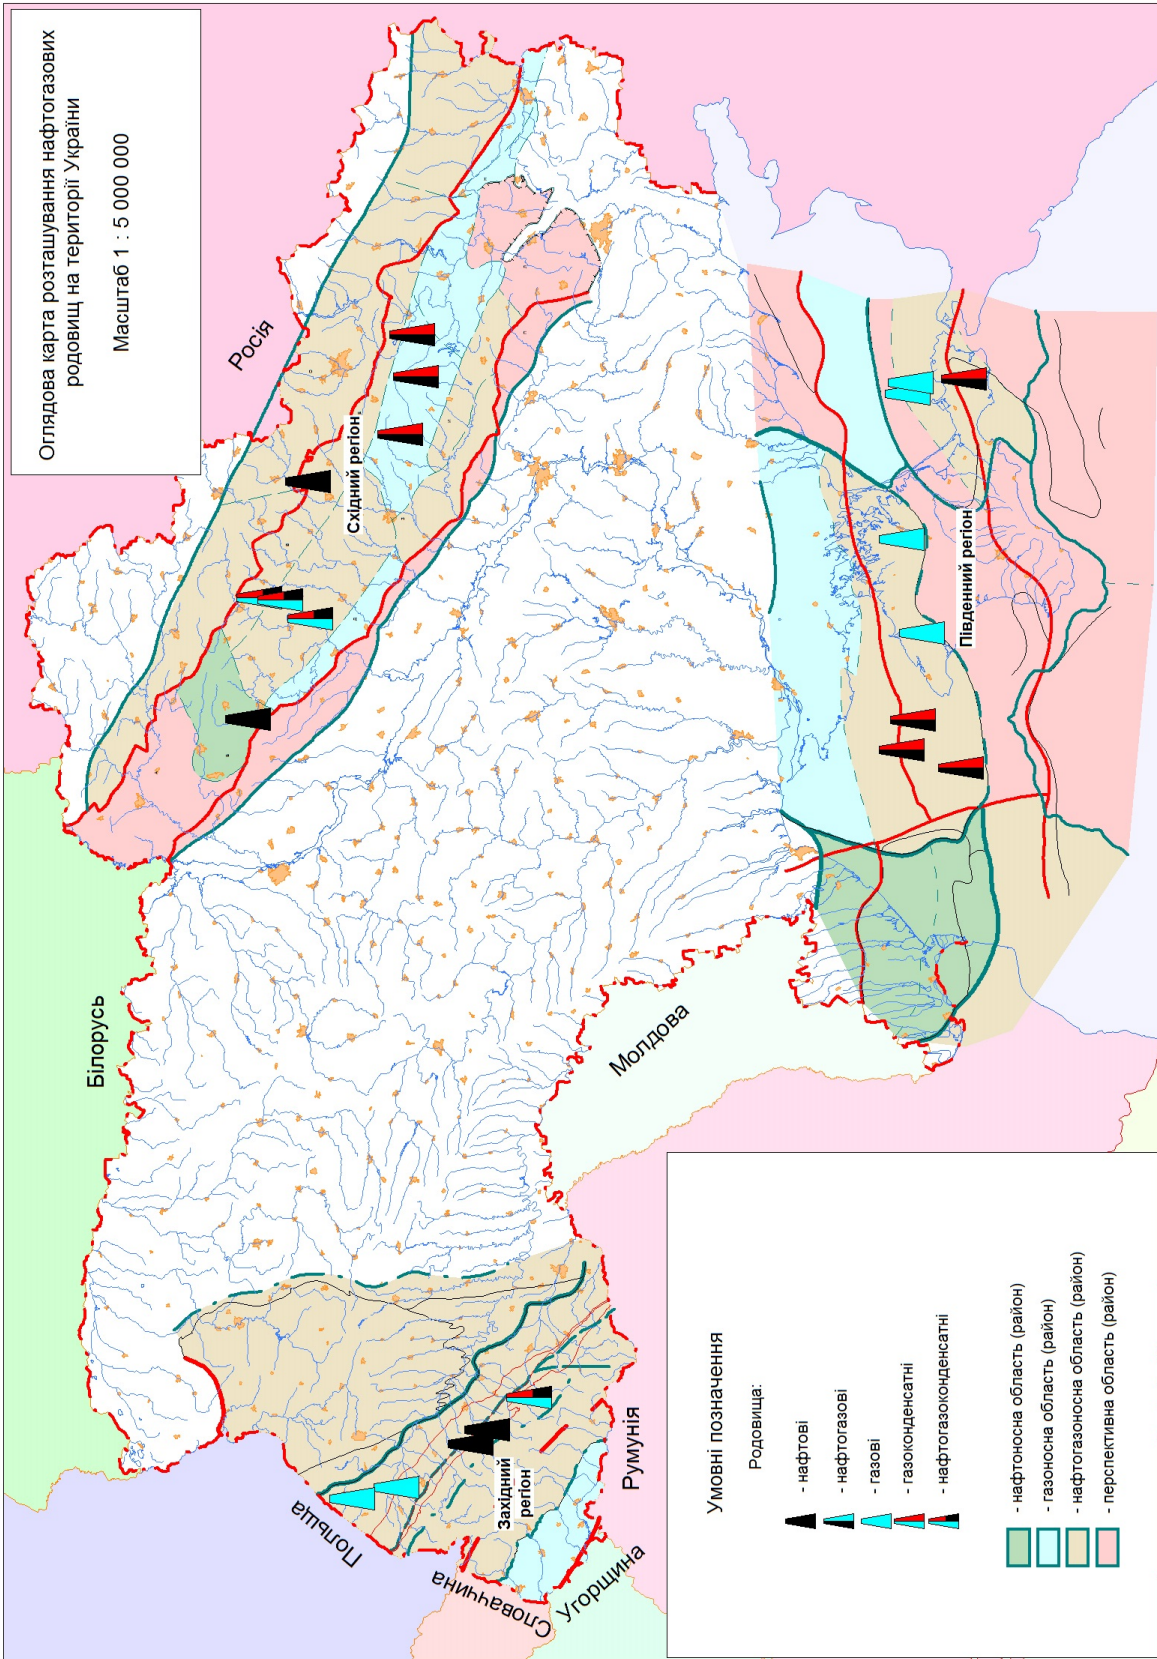 Оглядова карта розташування нафтогазових
родовищ на території України
Масштаб 1 : 5 000 000
Білорусь
Росія
Польща
Словаччина
Угорщина
Румунія
Молдова
Західний
регіон
Східний регіон
Південний регіон
Умовні позначення
Родовища:
- нафтові
- нафтогазові
- газові
- газоконденсатні
- нафтогазоконденсатні
- нафтоносна область (район)
- газоносна область (район)
- нафтогазоносна область (район)
- перспективна область (район)